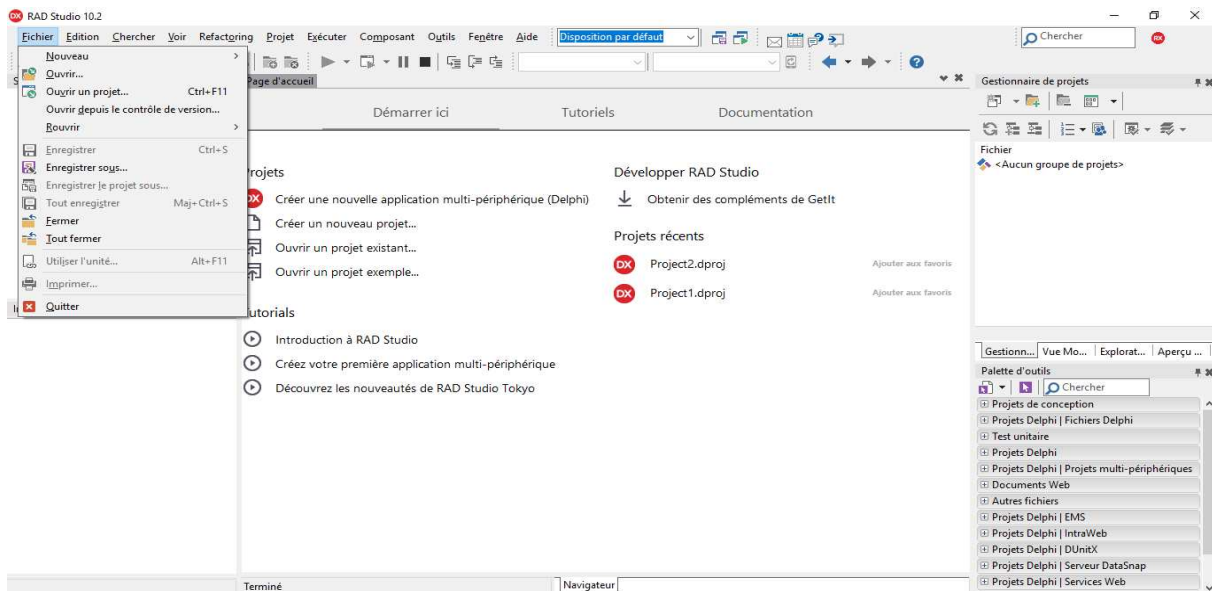 RAD Studio 10.2
Fichier Edition Chercher Voir Refactoring Projet Exécuter Composant Outils Fenêtre Aide Disposition par défaut Chercher
Nouveau
Ouvrir...
Ouvrir un projet... Ctrl+F11
Ouvrir depuis le contrôle de version...
Rouvrir
Enregistrer Ctrl+S
Enregistrer sous...
Enregistrer le projet sous...
Tout enregistrer Maj+Ctrl+S
Fermer
Tout fermer
Utiliser l'unité... Alt+F11
Imprimer...
Quitter
Page d'accueil
Démarrer ici Tutoriels Documentation
Projets
DX Créer une nouvelle application multi-périphérique (Delphi)
Créer un nouveau projet...
Ouvrir un projet existant...
Ouvrir un projet exemple...
Tutorials
Introduction à RAD Studio
Créez votre première application multi-périphérique
Découvrez les nouveautés de RAD Studio Tokyo
Développer RAD Studio
Obtenir des compléments de GetIt
Projets récents
DX Project2.dproj Ajouter aux favoris
DX Project1.dproj Ajouter aux favoris
Terminé
Navigateur
Gestionnaire de projets
Fichier
<Aucun groupe de projets>
Gestionn... Vue Mo... Explorat... Aperçu ...
Palette d'outils
Chercher
Projets de conception
Projets Delphi | Fichiers Delphi
Test unitaire
Projets Delphi
Projets Delphi | Projets multi-périphériques
Documents Web
Autres fichiers
Projets Delphi | EMS
Projets Delphi | IntraWeb
Projets Delphi | DUnitX
Projets Delphi | Serveur DataSnap
Projets Delphi | Services Web